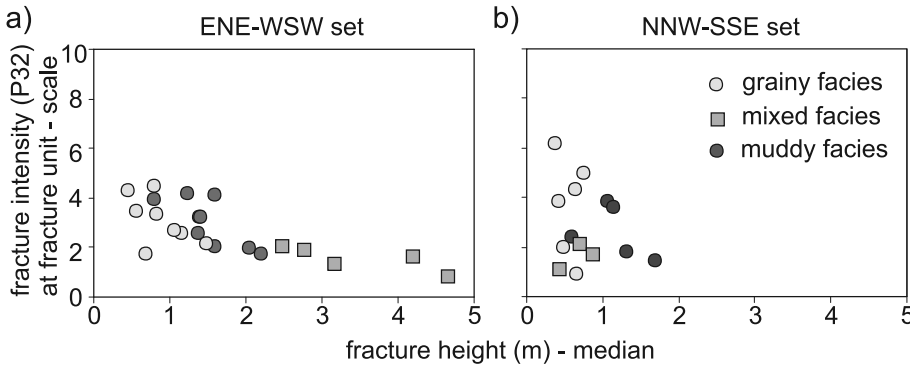 a)
ENE-WSW set
b)
NNW-SSE set
fracture intensity (P32)
at fracture unit - scale
10
8
6
4
2
0
grainy facies
mixed facies
muddy facies
0 1 2 3 4 5
0 1 2 3 4 5
fracture height (m) - median